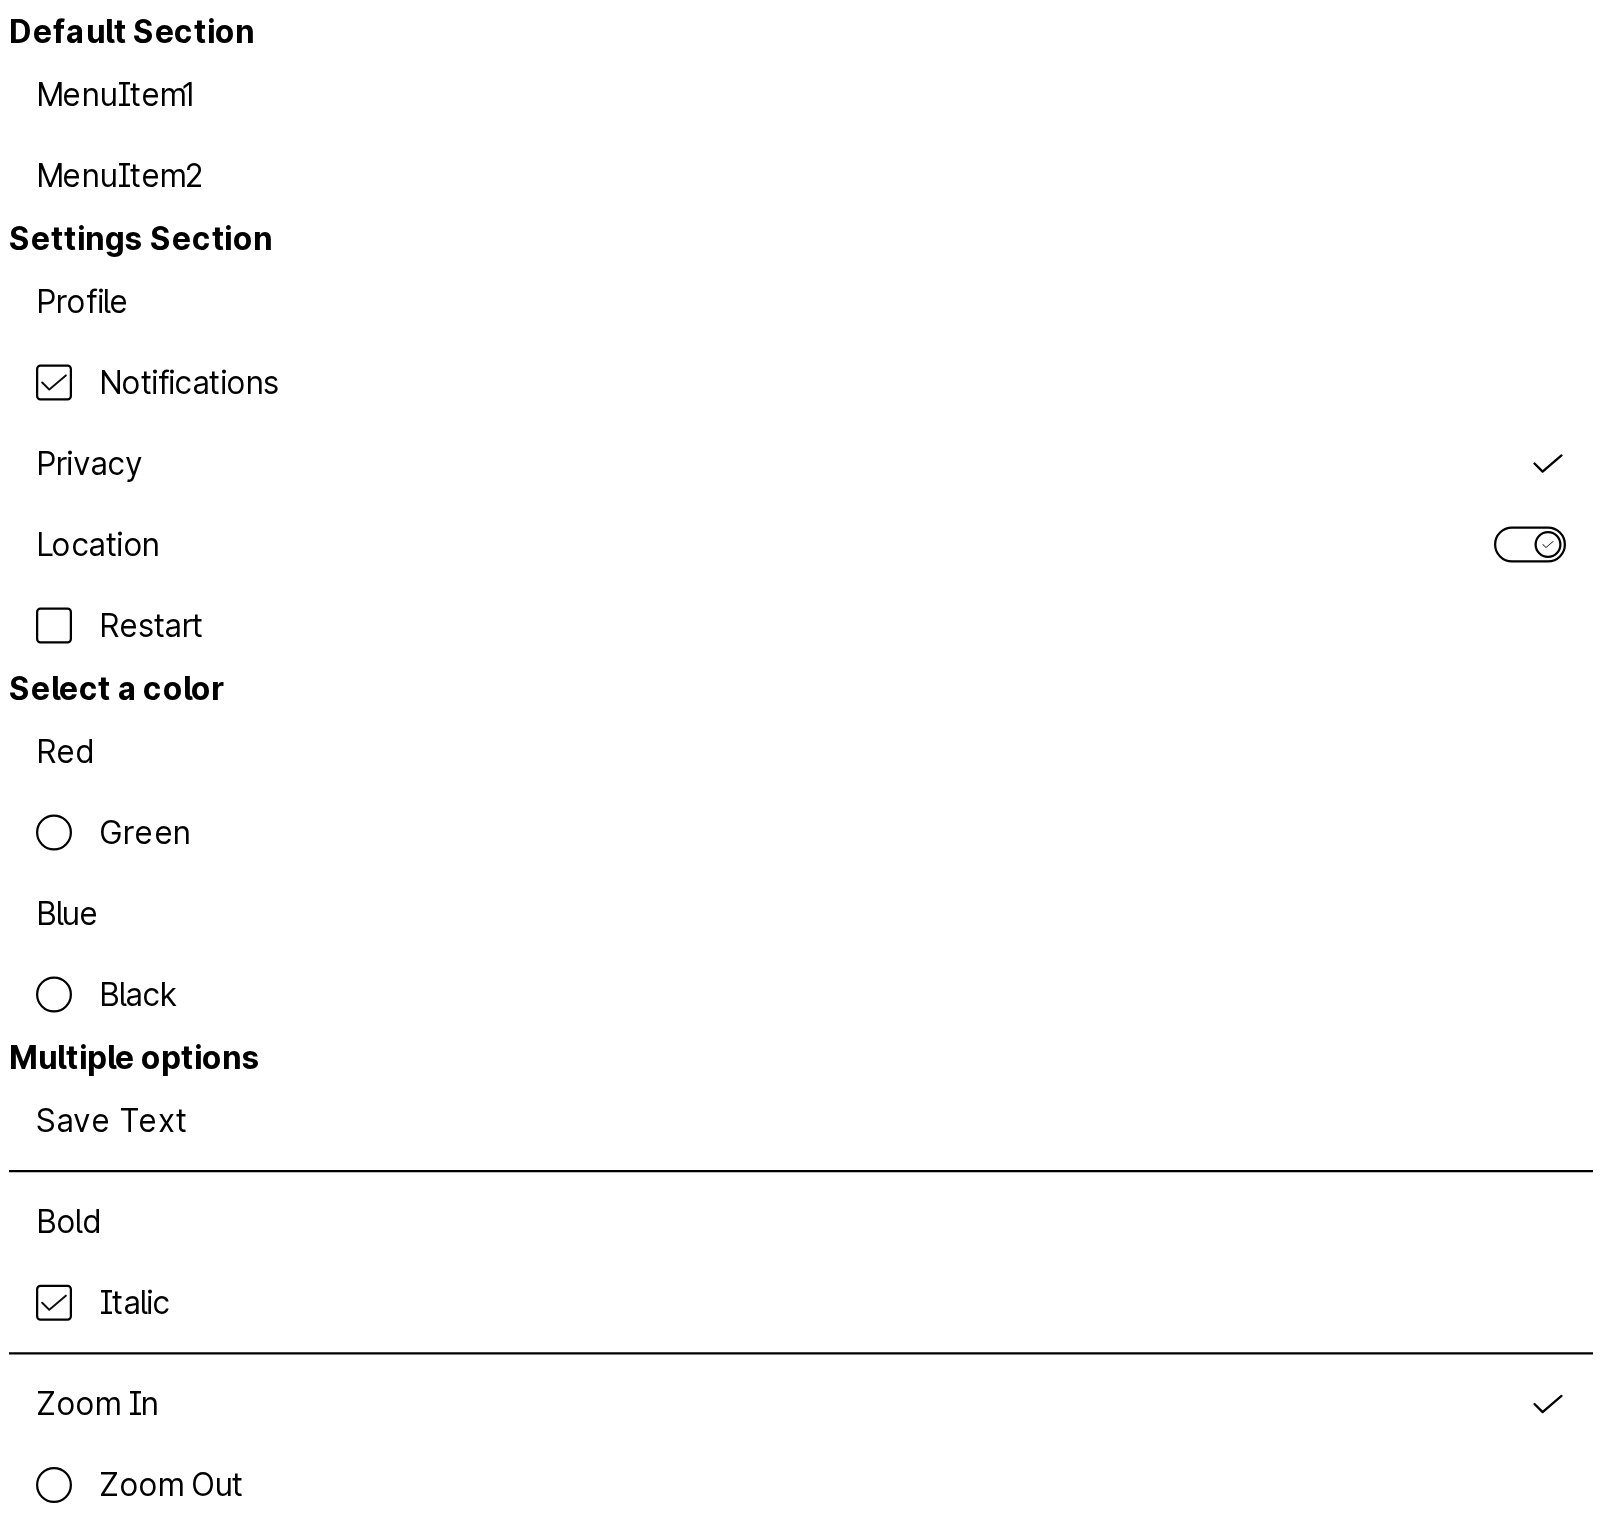 Default Section
MenuItem1
MenuItem2
Settings Section
Profile
Notifications
Privacy
Location
Restart
Select a color
Red
Green
Blue
Black
Multiple options
Save Text
Bold
Italic
Zoom In
Zoom Out